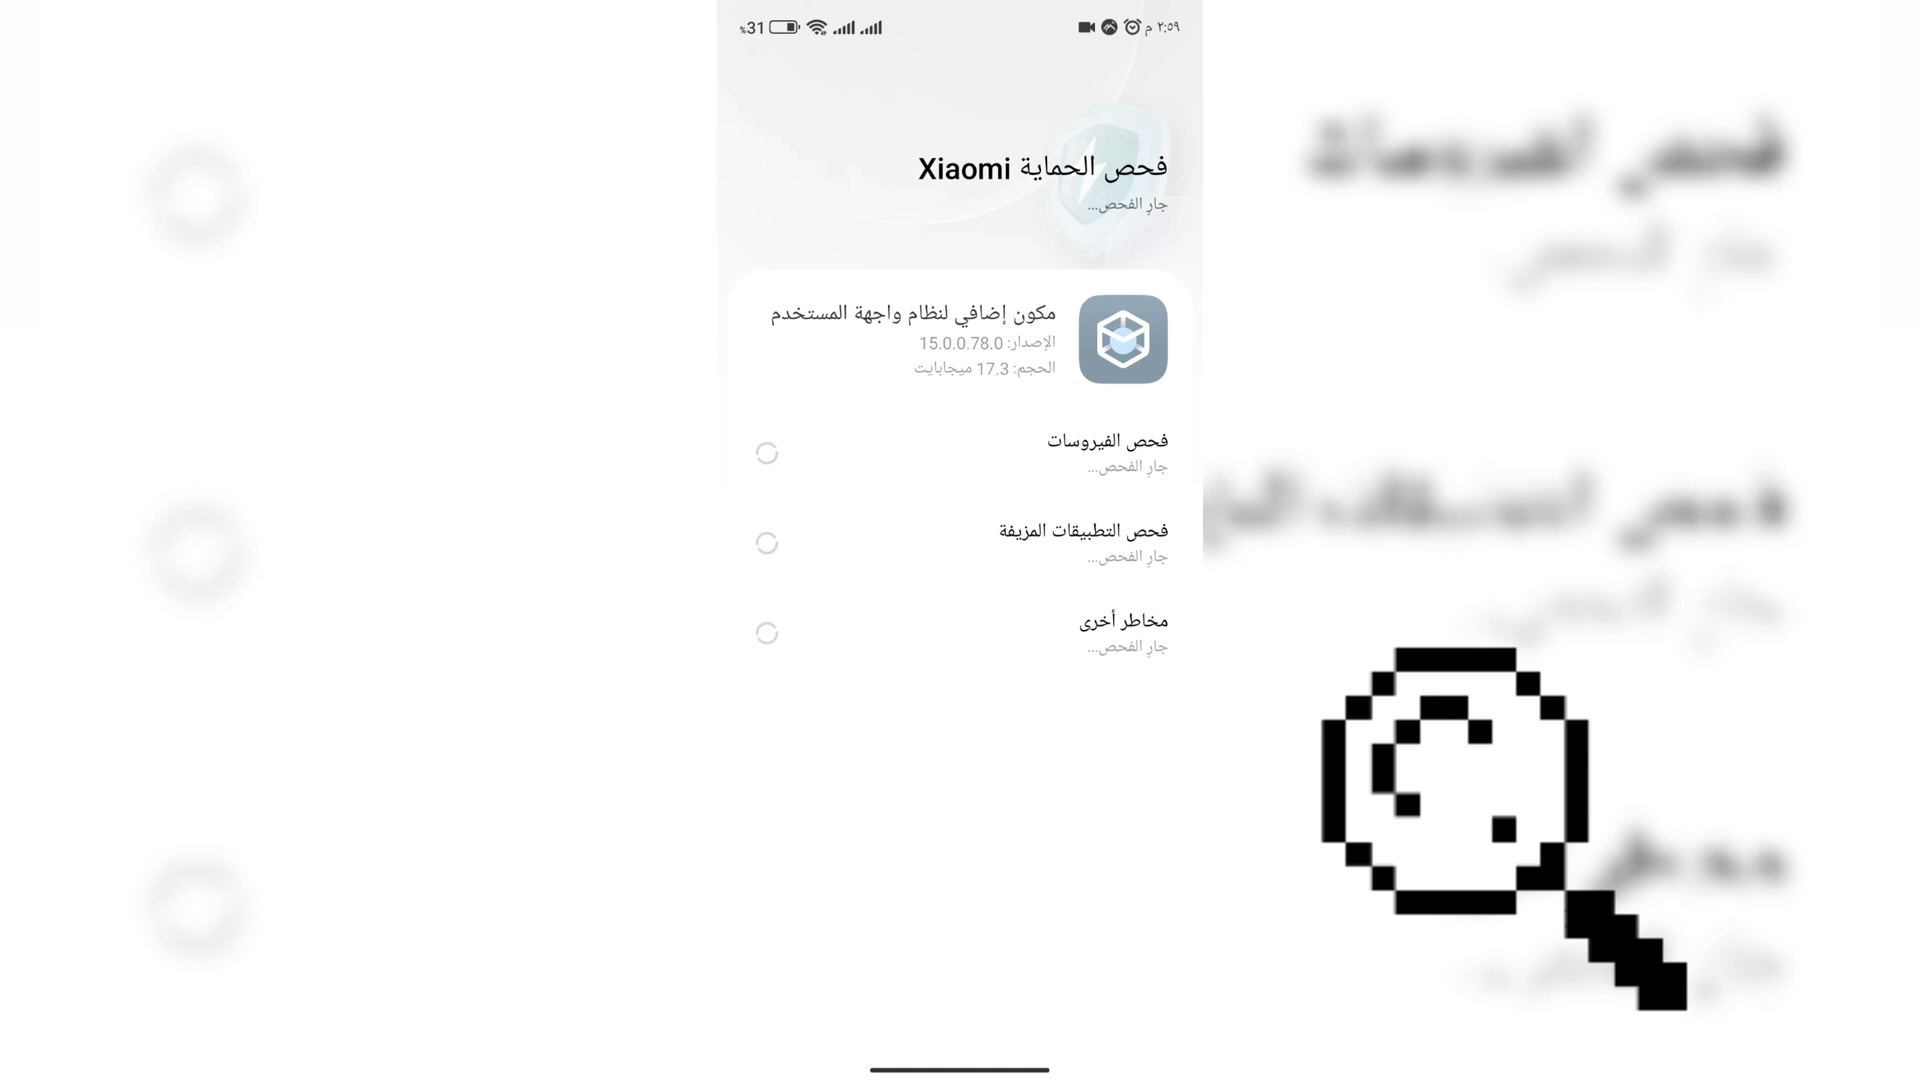 %31
٢:٥٩ م
فحص الحماية Xiaomi
جارِ الفحص...
مكون إضافي لنظام واجهة المستخدم
الإصدار: 15.0.0.78.0
الحجم: 17.3 ميجابايت
فحص الفيروسات
جارِ الفحص...
فحص التطبيقات المزيفة
جارِ الفحص...
مخاطر أخرى
جارِ الفحص...